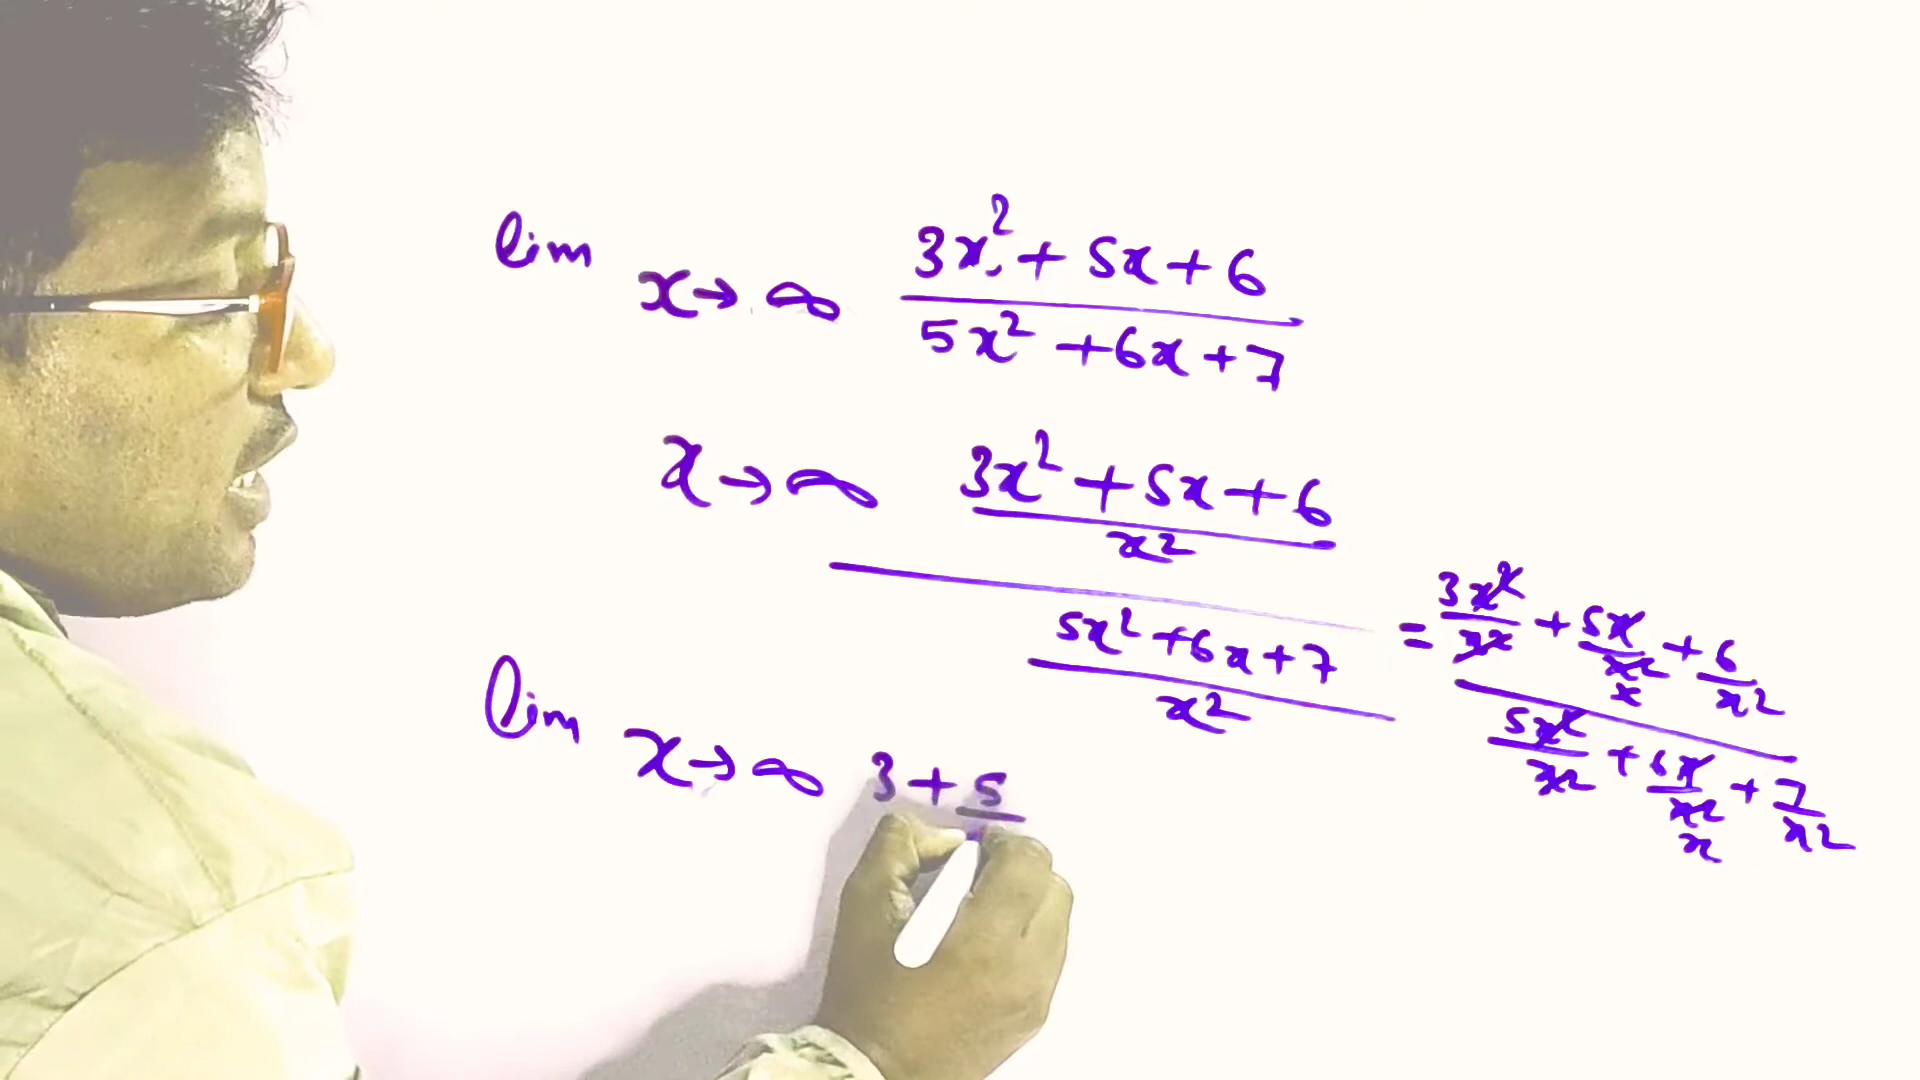 lim x→∞ 3x²+5x+6
5x²+6x+7
x→∞ 3x²+5x+6
x²
5x²+6x+7
x²
= 3x²/x² + 5x/x² + 6/x²
x
5x²/x² + 6x/x² + 7/x²
x
lim x→∞ 3+5